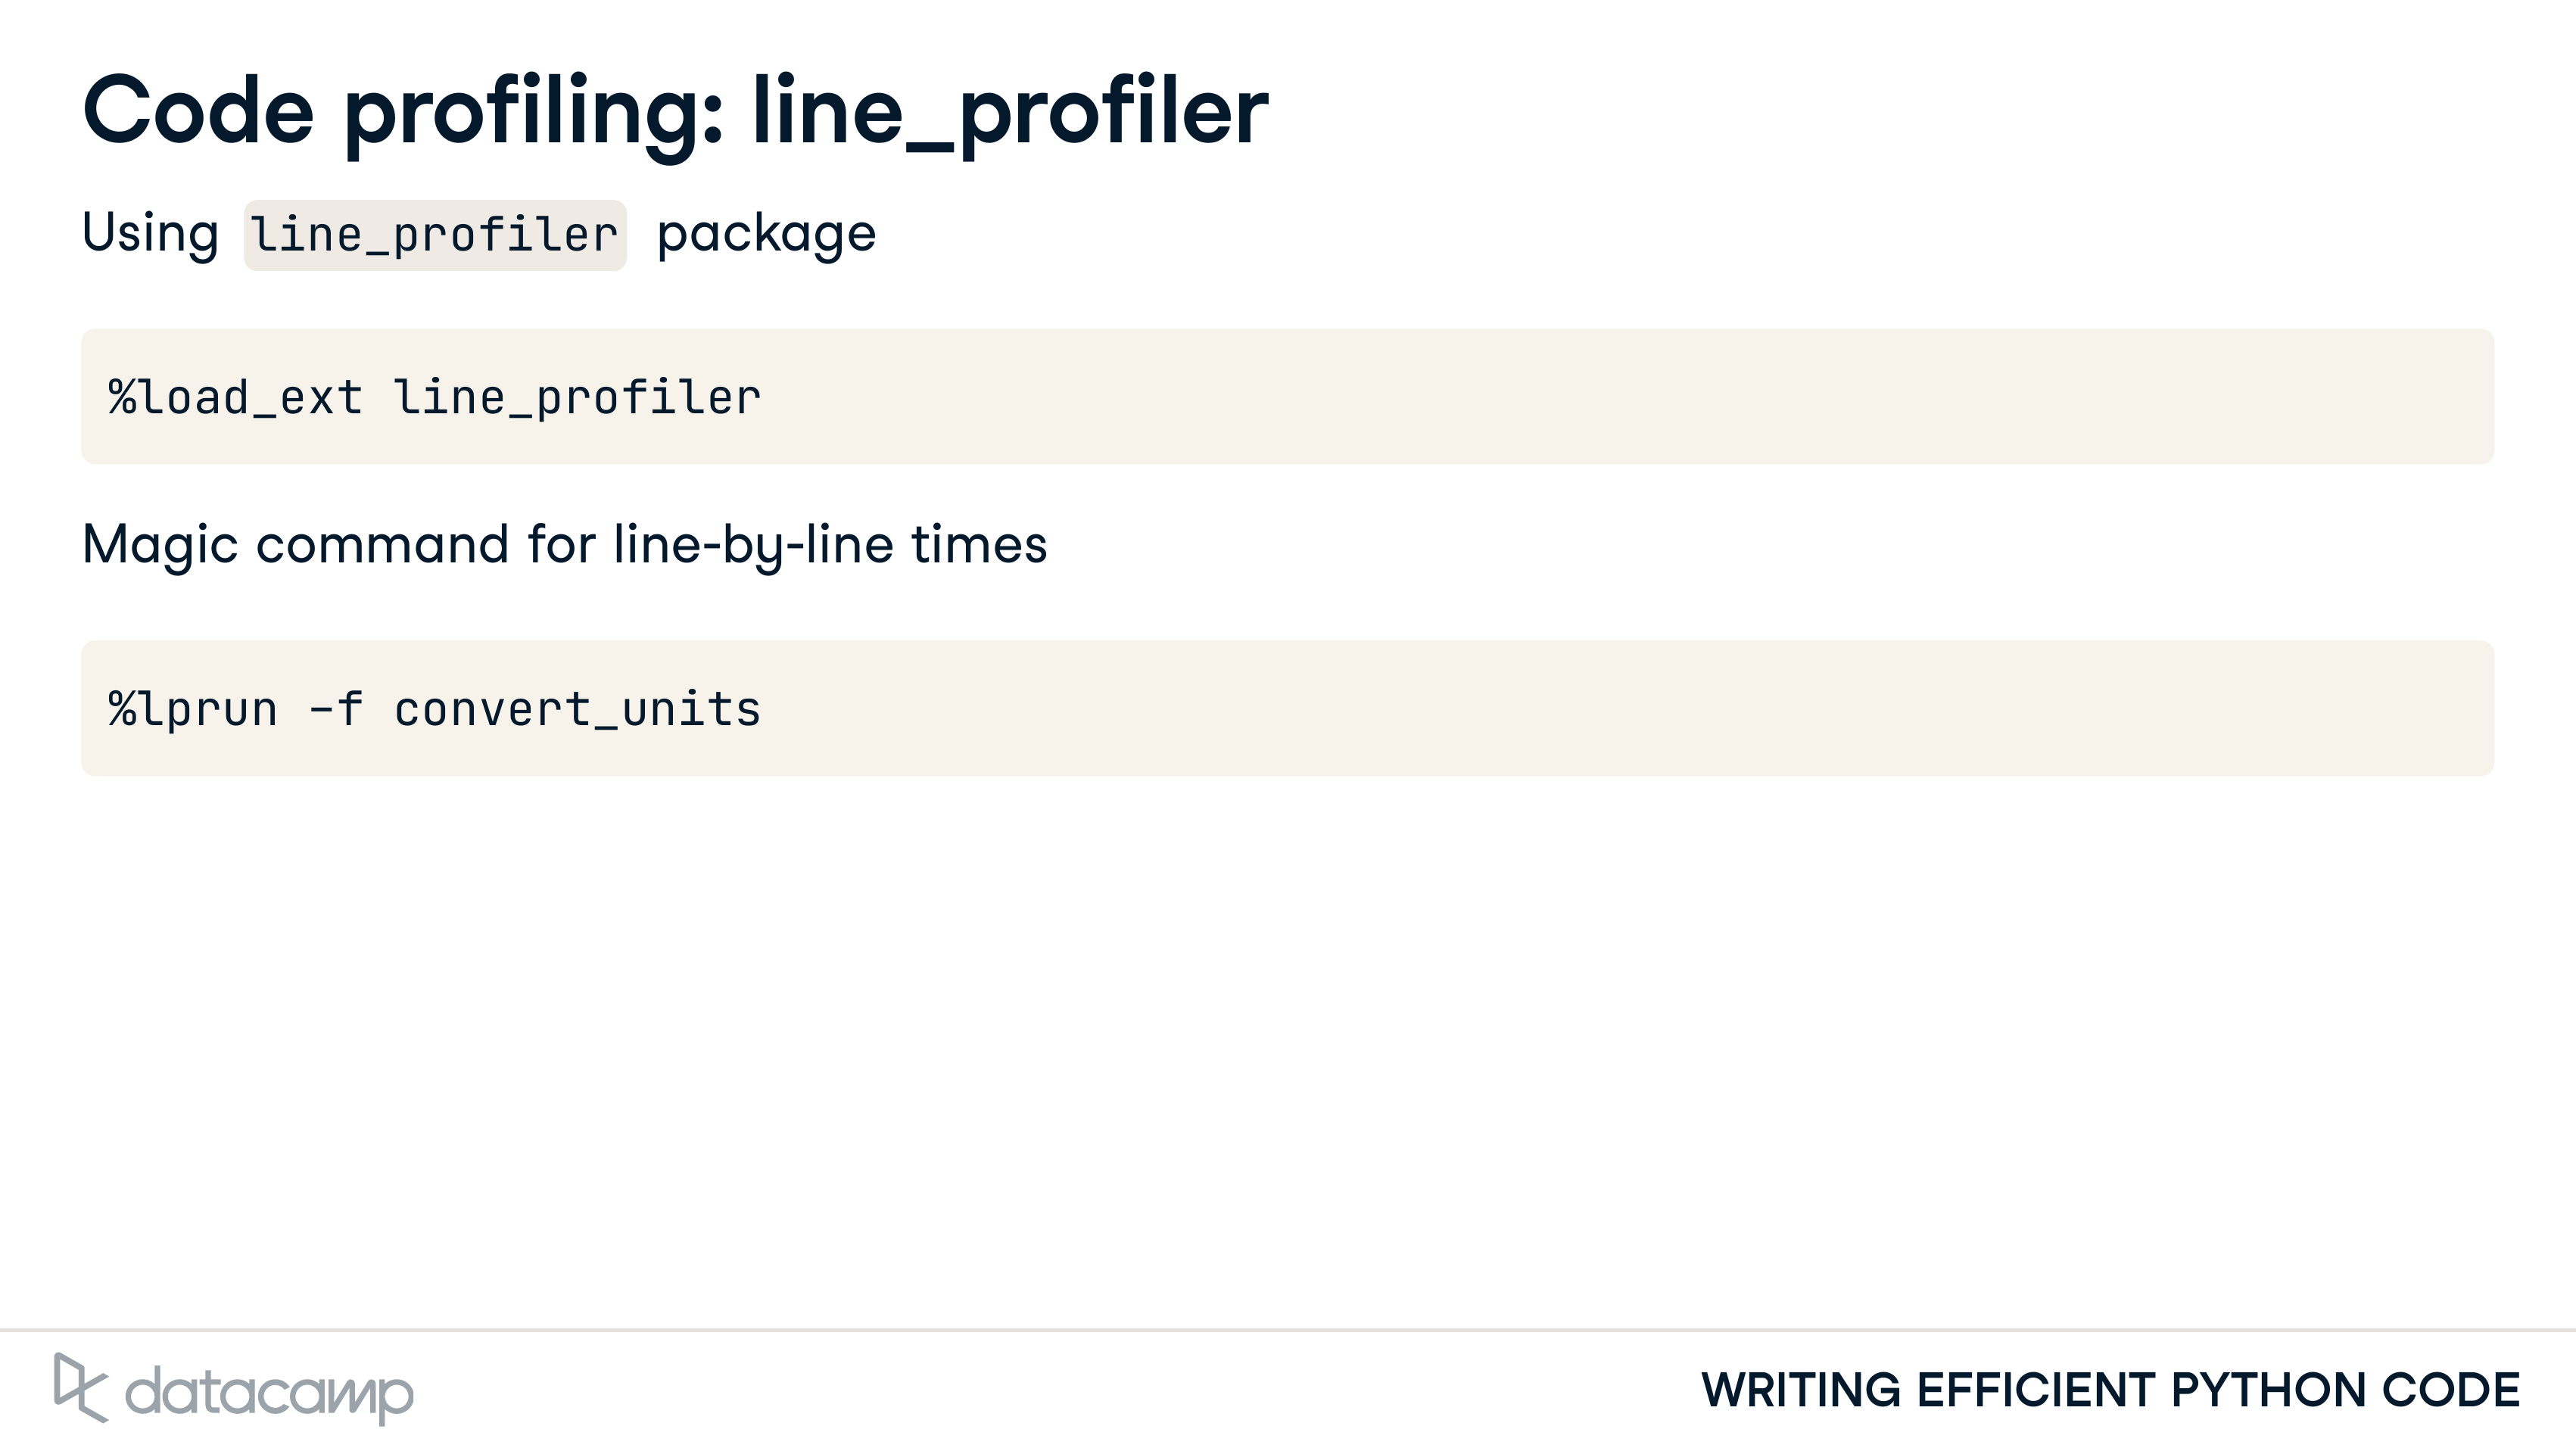 Code profiling: line_profiler
Using line_profiler package
%load_ext line_profiler
Magic command for line-by-line times
%lprun -f convert_units
datacamp
WRITING EFFICIENT PYTHON CODE